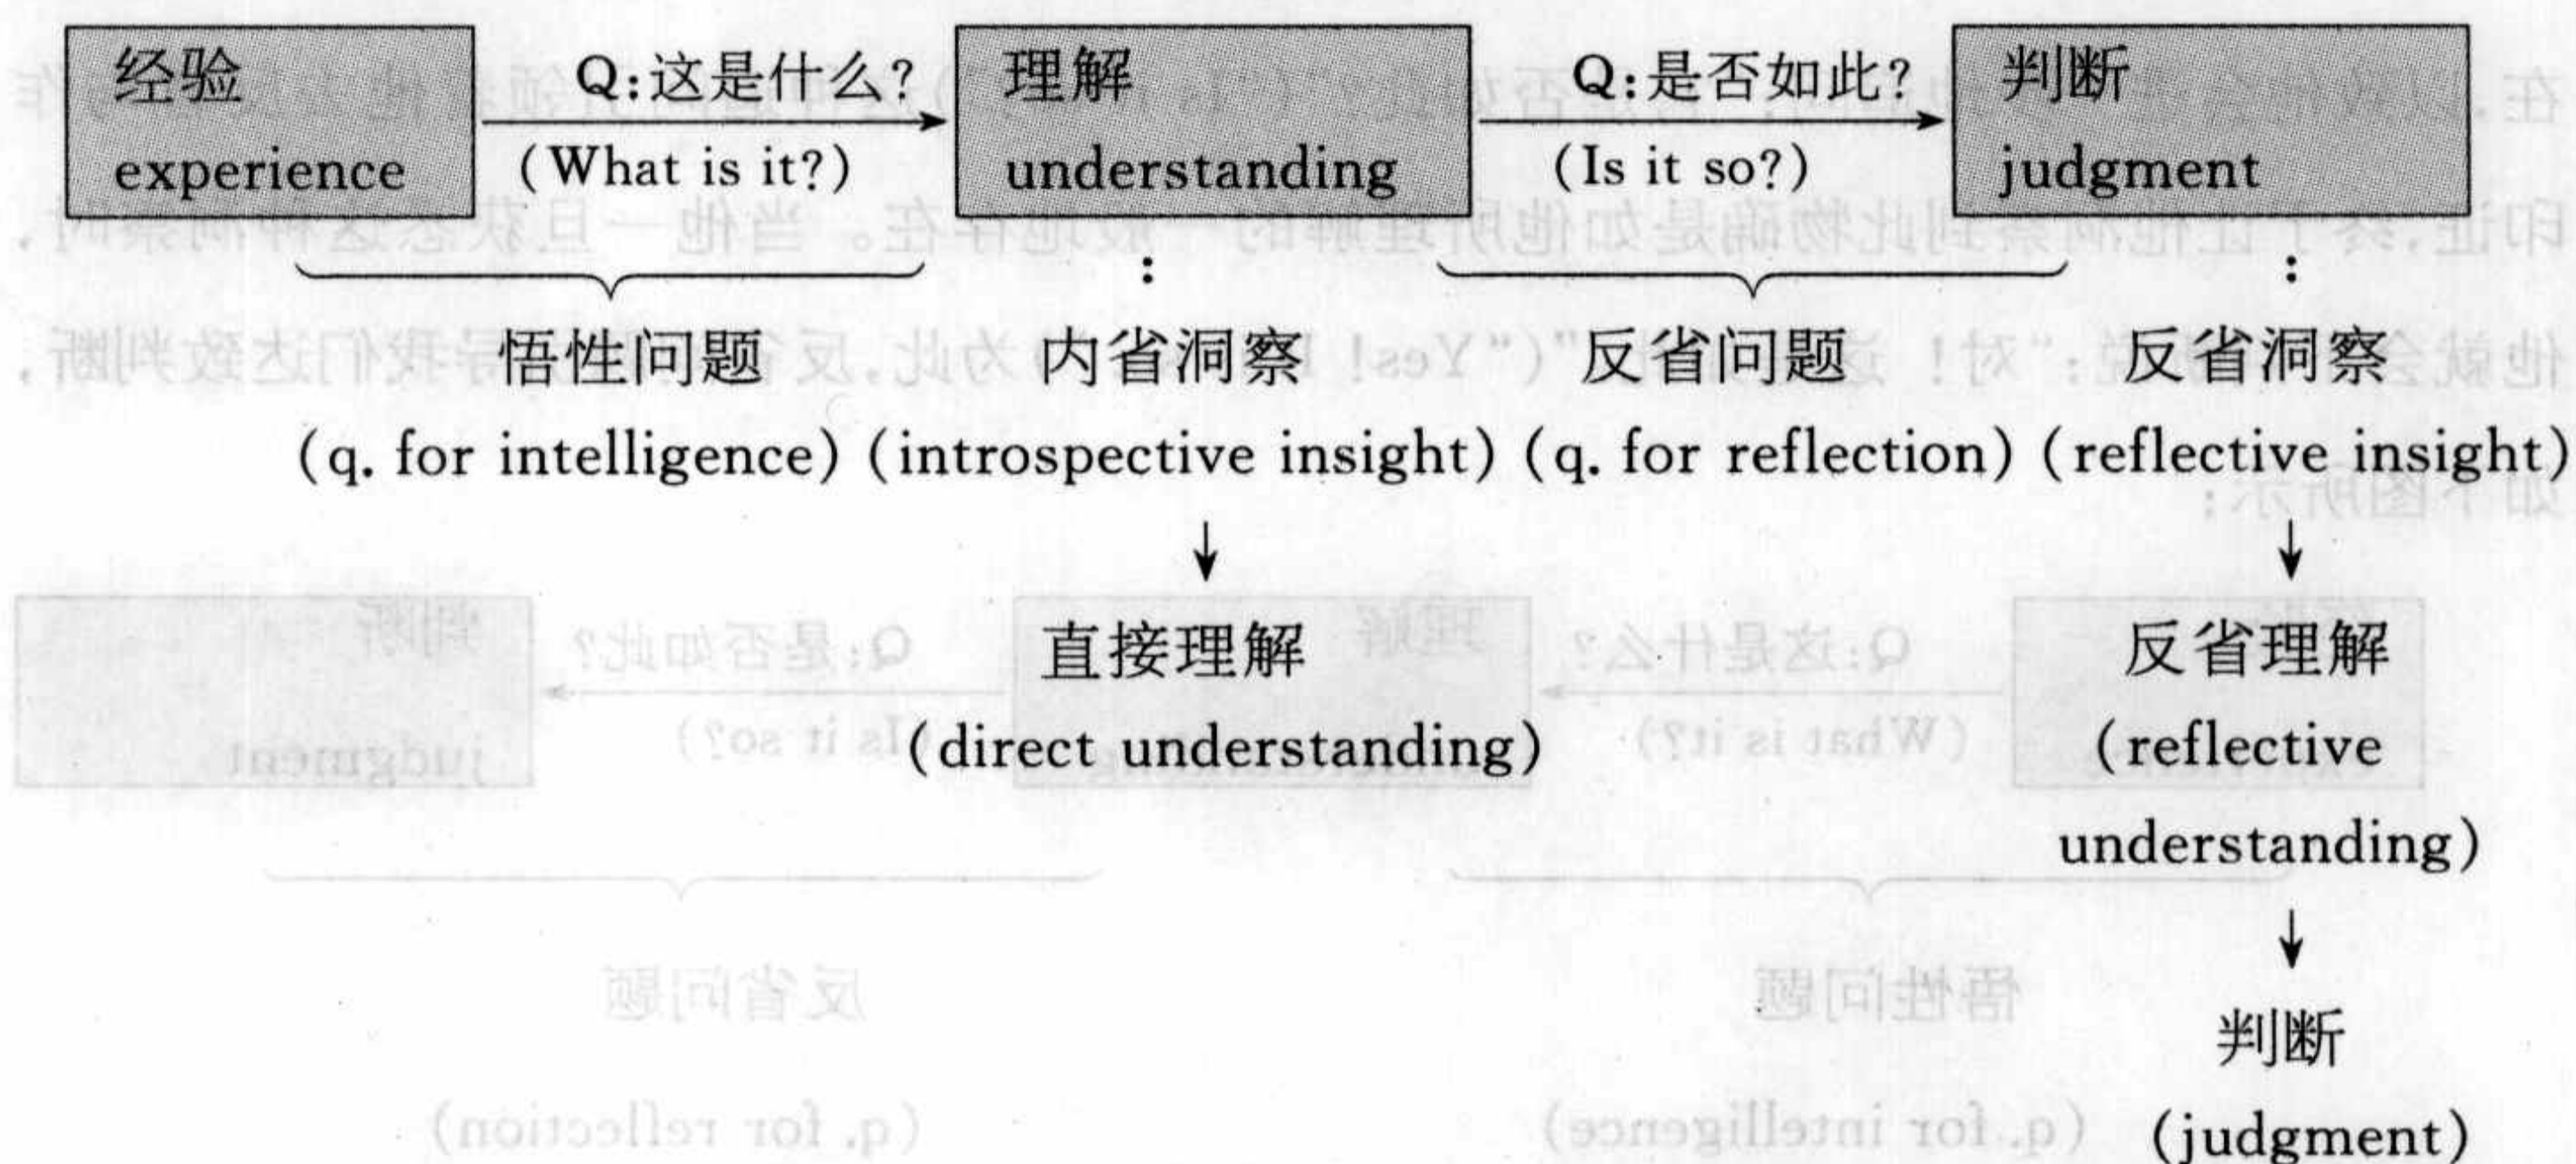 经验 Q:这是什么? 理解 Q:是否如此? 判断
experience (What is it?) understanding (Is it so?) judgment
: :
悟性问题 内省洞察 反省问题 反省洞察
(q. for intelligence) (introspective insight) (q. for reflection) (reflective insight)
直接理解 反省理解
(direct understanding) (reflective
understanding)
判断
(judgment)